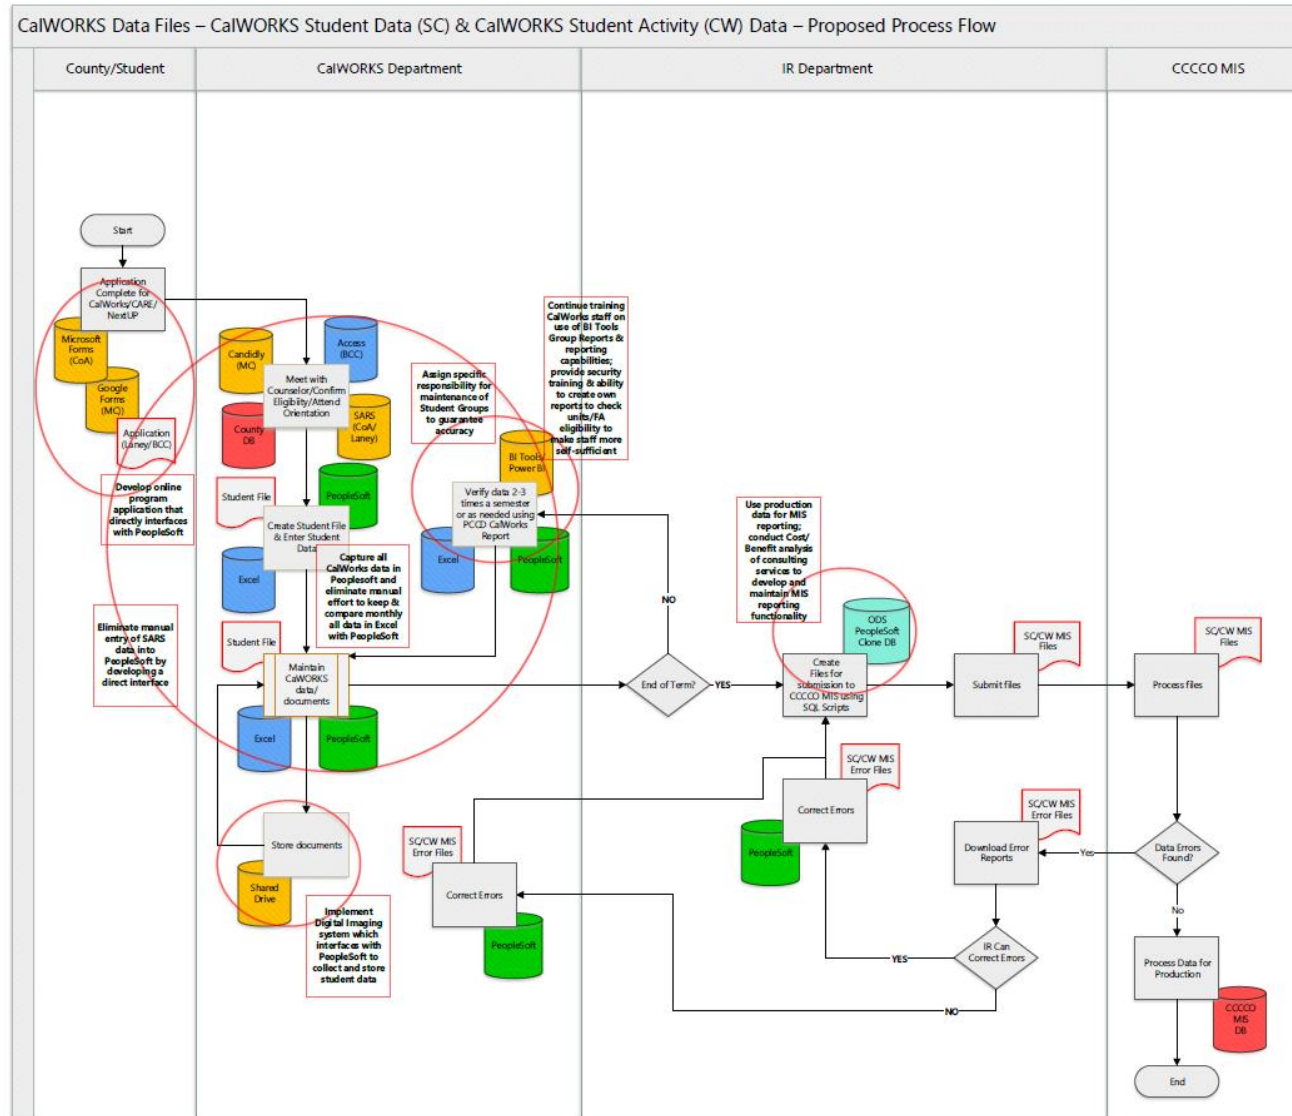 CalWORKS Data Files – CalWORKS Student Data (SC) & CalWORKS Student Activity (CW) Data – Proposed Process Flow
County/Student
CalWORKS Department
IR Department
CCCCO MIS
Start
Application
Complete for
CalWorks/CARE/
NextUP
Microsoft
Forms
(CoA)
Google
Forms
(MC))
Application
(Laney/BCC)
Develop online
program
application that
directly interfaces
with PeopleSoft
Eliminate manual
entry of SARS
data into
PeopleSoft by
developing a
direct interface
Candidly
(MC)
Access
(BCC)
Meet with
Counselor/Confirm
Eligibility/Attend
Orientation
County
DB
SARS
(CoA/
Laney)
Student File
PeopleSoft
Create Student File
& Enter Student
Data
Excel
Capture all
CalWorks data in
Peoplesoft and
eliminate manual
effort to keep &
compare monthly
all data in Excel
with PeopleSoft
Student File
Maintain
CaWORKS
data/
documents
Excel
PeopleSoft
Store documents
Shared
Drive
Implement
Digital Imaging
system which
interfaces with
PeopleSoft to
collect and store
student data
Assign specific
responsibility for
maintenance of
Student Groups
to guarantee
accuracy
Continue training
CalWorks staff on
use of BI Tools
Group Reports &
reporting
capabilities;
provide security
training & ability
to create own
reports to check
units/FA
eligibility to
make staff more
self-sufficient
BI Tools/
Power BI
Verify data 2-3
times a semester
or as needed using
PCCD CalWorks
Report
Excel
PeopleSoft
SC/CW MIS
Error Files
Correct Errors
PeopleSoft
NO
End of Term?
YES
Use production
data for MIS
reporting;
conduct Cost/
Benefit analysis
of consulting
services to
develop and
maintain MIS
reporting
functionality
ODS
PeopleSoft
Clone DB
Create
Files for
submission to
CCCCO MIS using
SQL Scripts
SC/CW MIS
Files
Submit files
SC/CW MIS
Files
Process files
SC/CW MIS
Error Files
Correct Errors
PeopleSoft
SC/CW MIS
Error Files
Download Error
Reports
Yes
Data Errors
Found?
No
IR Can
Correct Errors
YES
NO
Process Data for
Production
CCCCO
MIS
DB
End